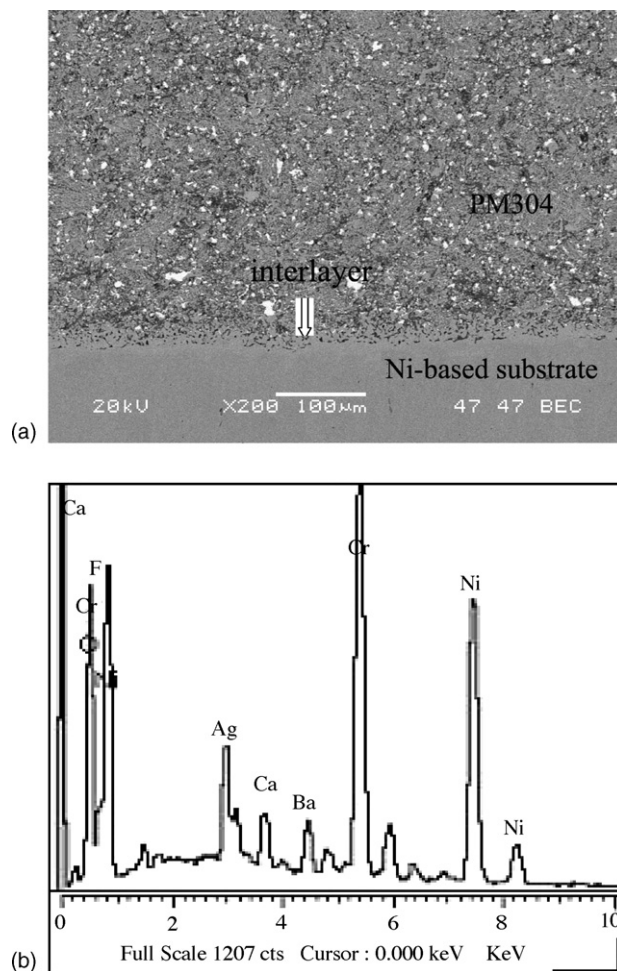 PM304
interlayer
Ni-based substrate
20kV X200 100μm 47 47 BEC
(a)
Ca
F
Cr
Cr
Ni
Ag
Ca
Ba
Ni
0 2 4 6 8 10
Full Scale 1207 cts Cursor : 0.000 keV KeV
(b)